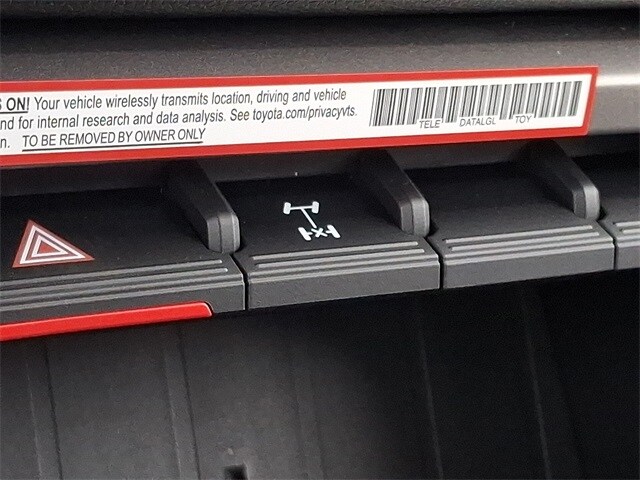 S ON! Your vehicle wirelessly transmits location, driving and vehicle
nd for internal research and data analysis. See toyota.com/privacyvts.
n. TO BE REMOVED BY OWNER ONLY
TELE DATALGL TOY